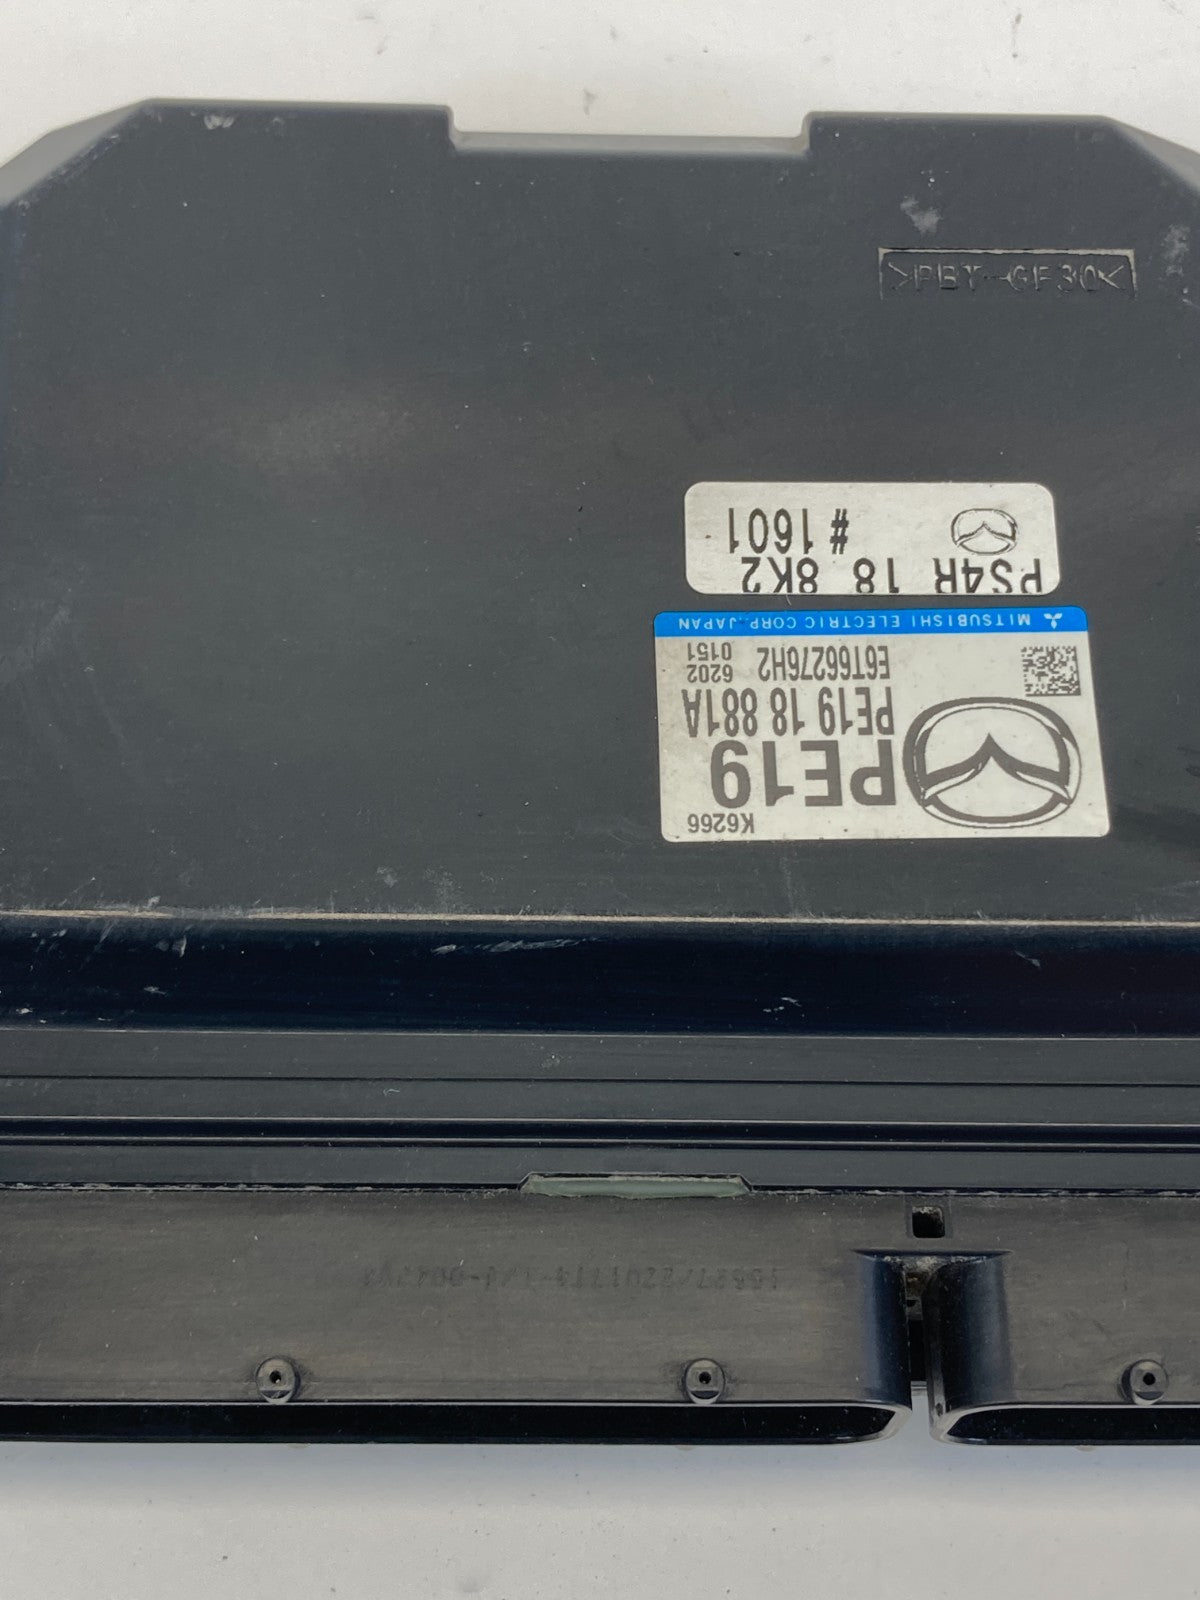 >PBT-GF30<
K6266
PE19
PE19 18 881A
E6T66276H2
6202
0151
MITSUBISHI ELECTRIC CORP. JAPAN
PS4R 18 8K2
# 1601